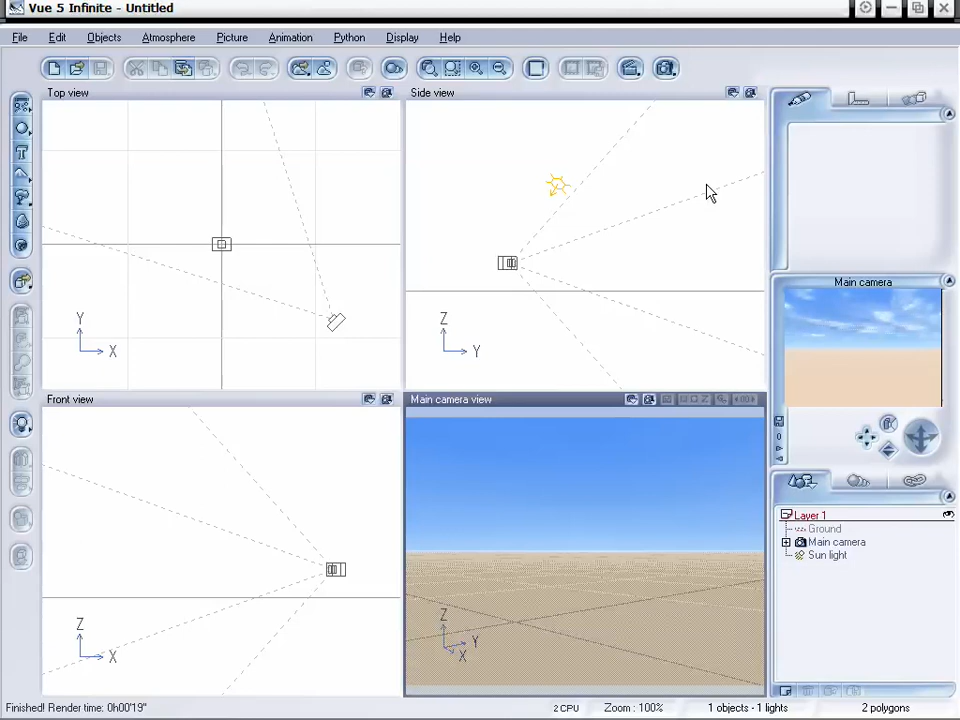 Vue 5 Infinite - Untitled
File Edit Objects Atmosphere Picture Animation Python Display Help
Top view
Side view
Y
X
Z
Y
Main camera
Front view
Main camera view
Z
X
Z
Y
X
0
Layer 1
Ground
Main camera
Sun light
Finished! Render time: 0h00'19"
2 CPU
Zoom : 100%
1 objects - 1 lights
2 polygons